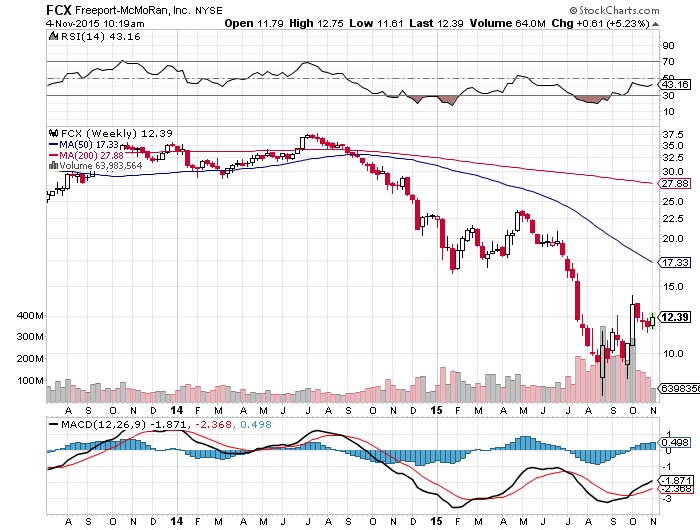 FCX Freeport-McMoRan, Inc. NYSE © StockCharts.com
4-Nov-2015 10:19am Open 11.79 High 12.75 Low 11.61 Last 12.39 Volume 64.0M Chg +0.61 (+5.23%)
RSI(14) 43.16
90
70
50
43.16
30
10
FCX (Weekly) 12.39
MA(50) 17.33
MA(200) 27.88
Volume 63,983,564
37.5
35.0
32.5
30.0
27.88
25.0
22.5
20.0
17.33
15.0
12.39
10.0
6398356
400M
300M
200M
100M
A S O N D 14 F M A M J J A S O N D 15 F M A M J J A S O N
MACD(12,26,9) -1.871, -2.368, 0.498
1
0.498
-1.871
-2.368
-3
A S O N D 14 F M A M J J A S O N D 15 F M A M J J A S O N